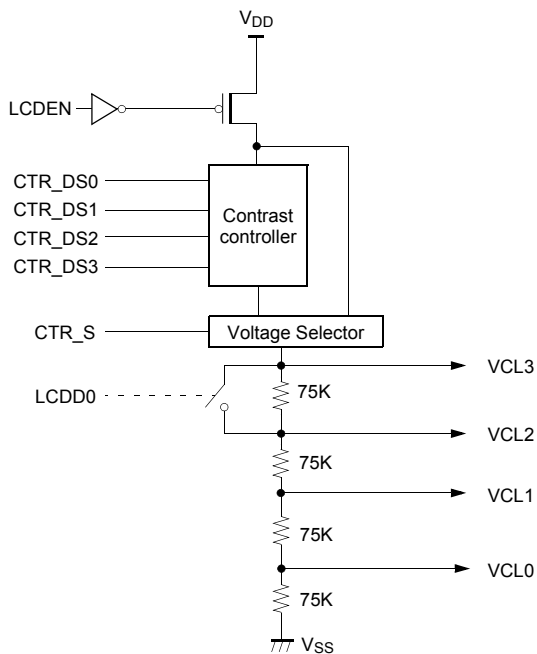 VDD
LCDEN
CTR_DS0
CTR_DS1
CTR_DS2
CTR_DS3
Contrast
controller
CTR_S
Voltage Selector
VCL3
LCDD0
75K
VCL2
75K
VCL1
75K
VCL0
75K
VSS